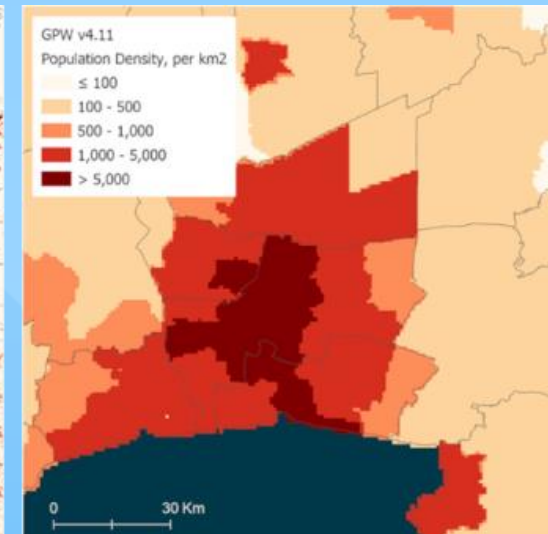 GPW v4.11
Population Density, per km2
≤ 100
100 - 500
500 - 1,000
1,000 - 5,000
> 5,000
0 30 Km